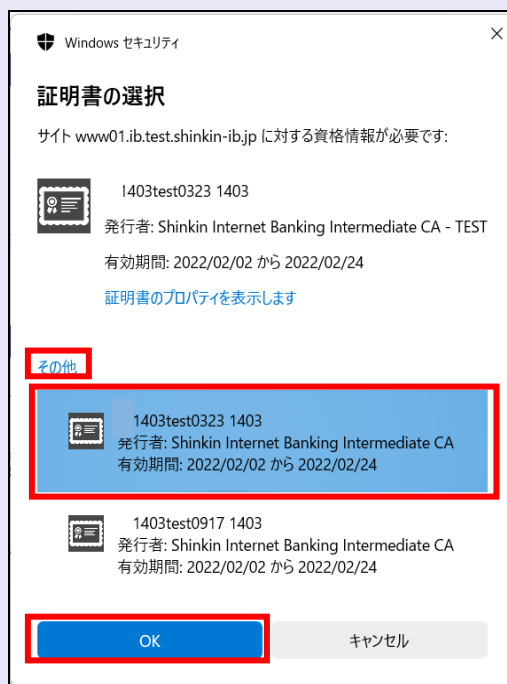 Windows セキュリティ
証明書の選択
サイト www01.ib.test.shinkin-ib.jp に対する資格情報が必要です:
1403test0323 1403
発行者: Shinkin Internet Banking Intermediate CA - TEST
有効期間: 2022/02/02 から 2022/02/24
証明書のプロパティを表示します
その他
1403test0323 1403
発行者: Shinkin Internet Banking Intermediate CA
有効期間: 2022/02/02 から 2022/02/24
1403test0917 1403
発行者: Shinkin Internet Banking Intermediate CA
有効期間: 2022/02/02 から 2022/02/24
OK
キャンセル